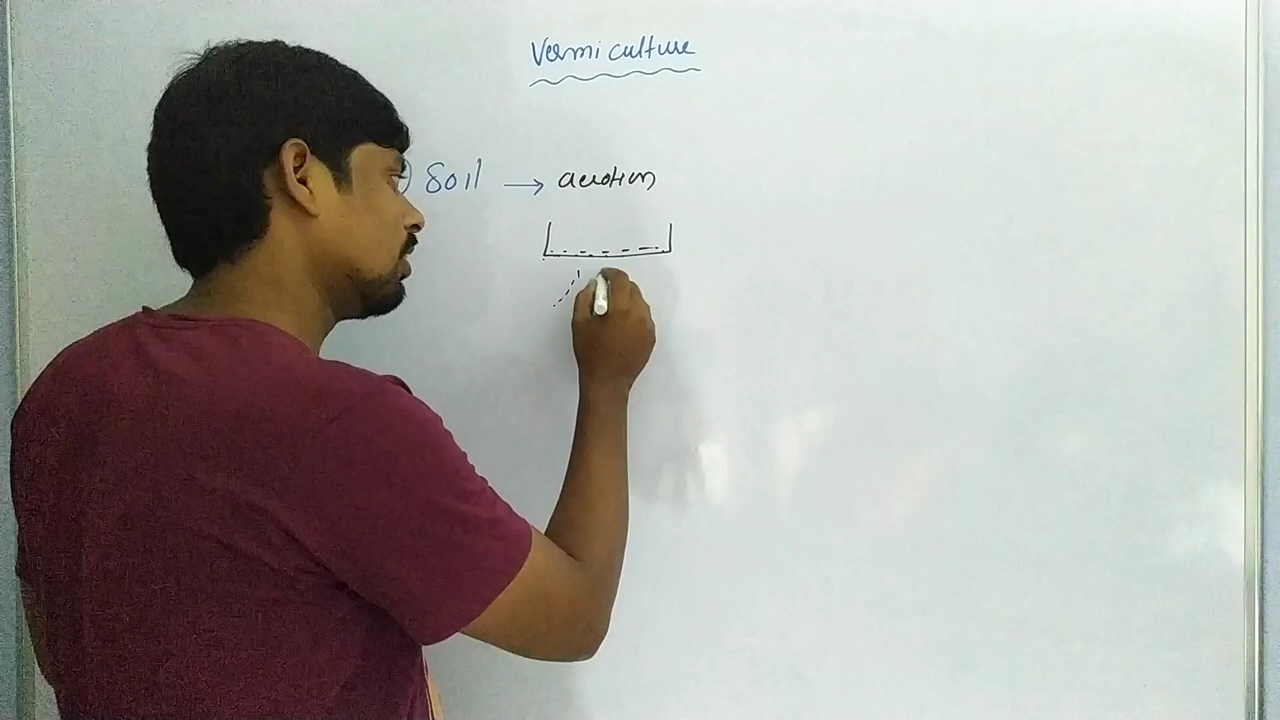 Vermiculture
) Soil → aeration